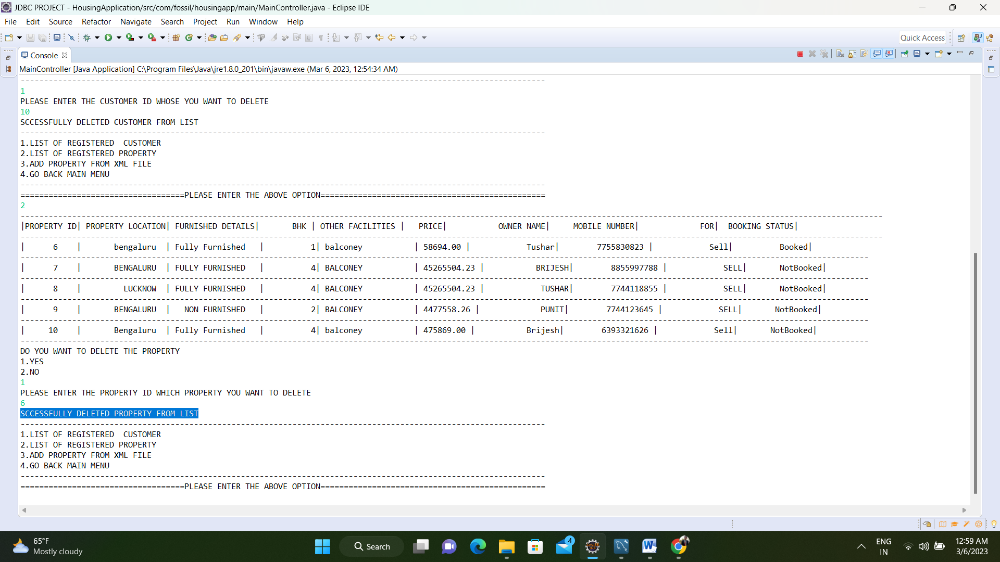 JDBC PROJECT - HousingApplication/src/com/fossil/housingapp/main/MainController.java - Eclipse IDE
File Edit Source Refactor Navigate Search Project Run Window Help
Quick Access
Console
MainController [Java Application] C:\Program Files\Java\jre1.8.0_201\bin\javaw.exe (Mar 6, 2023, 12:54:34 AM)
1
PLEASE ENTER THE CUSTOMER ID WHOSE YOU WANT TO DELETE
10
SCCESSFULLY DELETED CUSTOMER FROM LIST
1.LIST OF REGISTERED  CUSTOMER
2.LIST OF REGISTERED PROPERTY
3.ADD PROPERTY FROM XML FILE
4.GO BACK MAIN MENU
===================================PLEASE ENTER THE ABOVE OPTION================================================
2
|PROPERTY ID| PROPERTY LOCATION| FURNISHED DETAILS| BHK | OTHER FACILITIES | PRICE| OWNER NAME| MOBILE NUMBER| FOR| BOOKING STATUS|
| 6 | bengaluru | Fully Furnished | 1| balconey | 58694.00 | Tushar| 7755830823 | Sell| Booked|
| 7 | BENGALURU | FULLY FURNISHED | 4| BALCONEY | 45265504.23 | BRIJESH| 8855997788 | SELL| NotBooked|
| 8 | LUCKNOW | FULLY FURNISHED | 4| BALCONEY | 45265504.23 | TUSHAR| 7744118855 | SELL| NotBooked|
| 9 | BENGALURU | NON FURNISHED | 2| BALCONEY | 4477558.26 | PUNIT| 7744123645 | SELL| NotBooked|
| 10 | Bengaluru | Fully Furnished | 4| balconey | 475869.00 | Brijesh| 6393321626 | Sell| NotBooked|
DO YOU WANT TO DELETE THE PROPERTY
1.YES
2.NO
1
PLEASE ENTER THE PROPERTY ID WHICH PROPERTY YOU WANT TO DELETE
6
SCCESSFULLY DELETED PROPERTY FROM LIST
1.LIST OF REGISTERED  CUSTOMER
2.LIST OF REGISTERED PROPERTY
3.ADD PROPERTY FROM XML FILE
4.GO BACK MAIN MENU
===================================PLEASE ENTER THE ABOVE OPTION================================================
65°F
Mostly cloudy
Search
4
ENG
IN
12:59 AM
3/6/2023